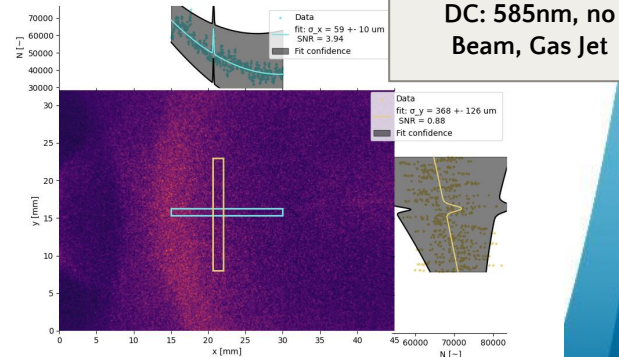 DC: 585nm, no
Beam, Gas Jet
70000
60000
50000
40000
30000
N [~]
Data
fit: σ_x = 59 +- 10 um
SNR = 3.94
Fit confidence
30
25
20
15
10
5
0
y [mm]
0 5 10 15 20 25 30 45
x [mm]
Data
fit: σ_y = 368 +- 126 um
SNR = 0.88
Fit confidence
60000 70000 80000
N [~]